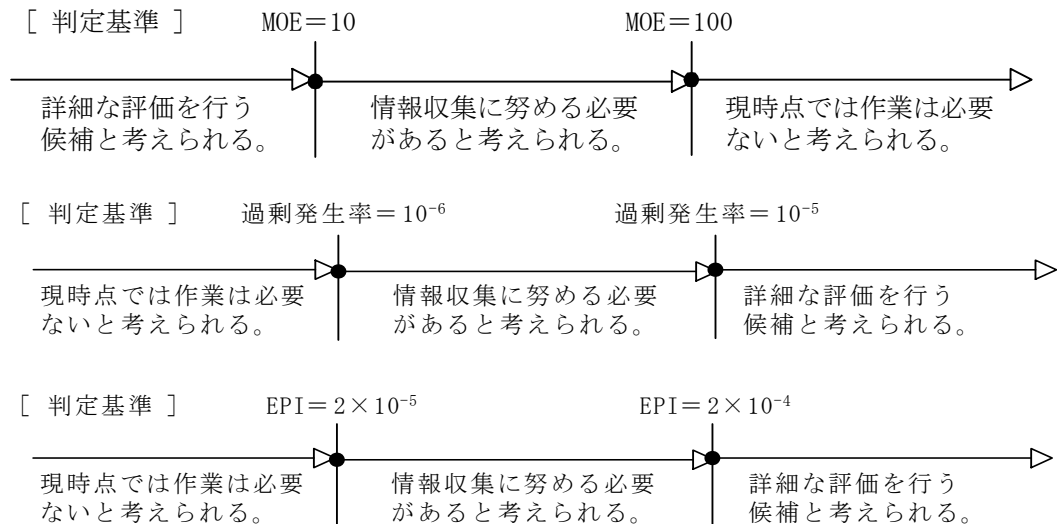 [ 判定基準 ] MOE＝10 MOE＝100
詳細な評価を行う 情報収集に努める必要 現時点では作業は必要
候補と考えられる。 があると考えられる。 ないと考えられる。
[ 判定基準 ] 過剰発生率＝10⁻⁶ 過剰発生率＝10⁻⁵
現時点では作業は必要 情報収集に努める必要 詳細な評価を行う
ないと考えられる。 があると考えられる。 候補と考えられる。
[ 判定基準 ] EPI＝2×10⁻⁵ EPI＝2×10⁻⁴
現時点では作業は必要 情報収集に努める必要 詳細な評価を行う
ないと考えられる。 があると考えられる。 候補と考えられる。